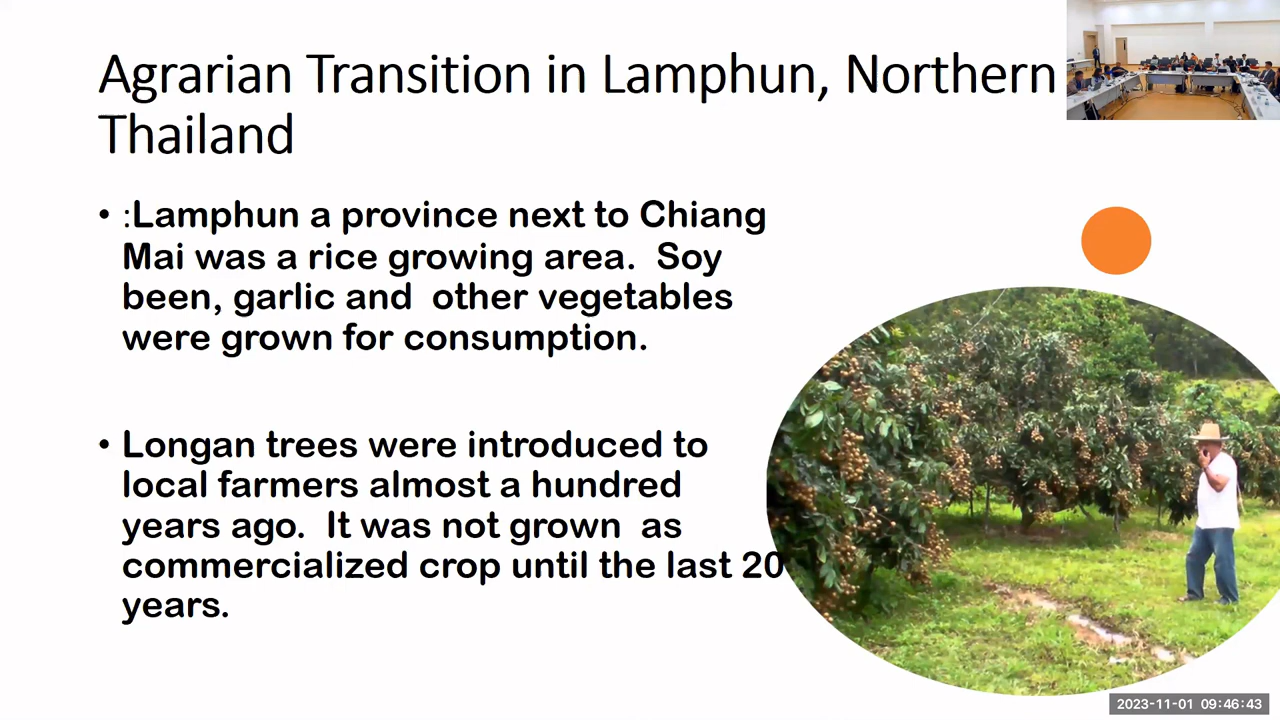 Agrarian Transition in Lamphun, Northern
Thailand
• :Lamphun a province next to Chiang
Mai was a rice growing area.  Soy
been, garlic and  other vegetables
were grown for consumption.
• Longan trees were introduced to
local farmers almost a hundred
years ago.  It was not grown  as
commercialized crop until the last 20
years.
2023-11-01  09:46:43